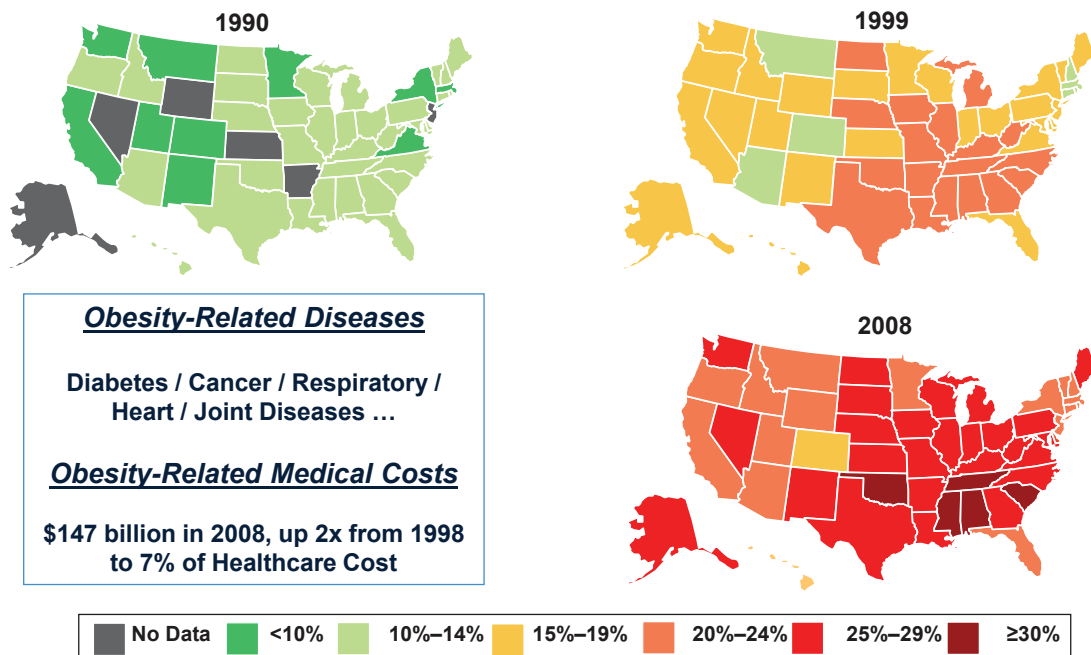 1990
1999
Obesity-Related Diseases
Diabetes / Cancer / Respiratory /
Heart / Joint Diseases …
Obesity-Related Medical Costs
$147 billion in 2008, up 2x from 1998
to 7% of Healthcare Cost
2008
No Data <10% 10%–14% 15%–19% 20%–24% 25%–29% ≥30%